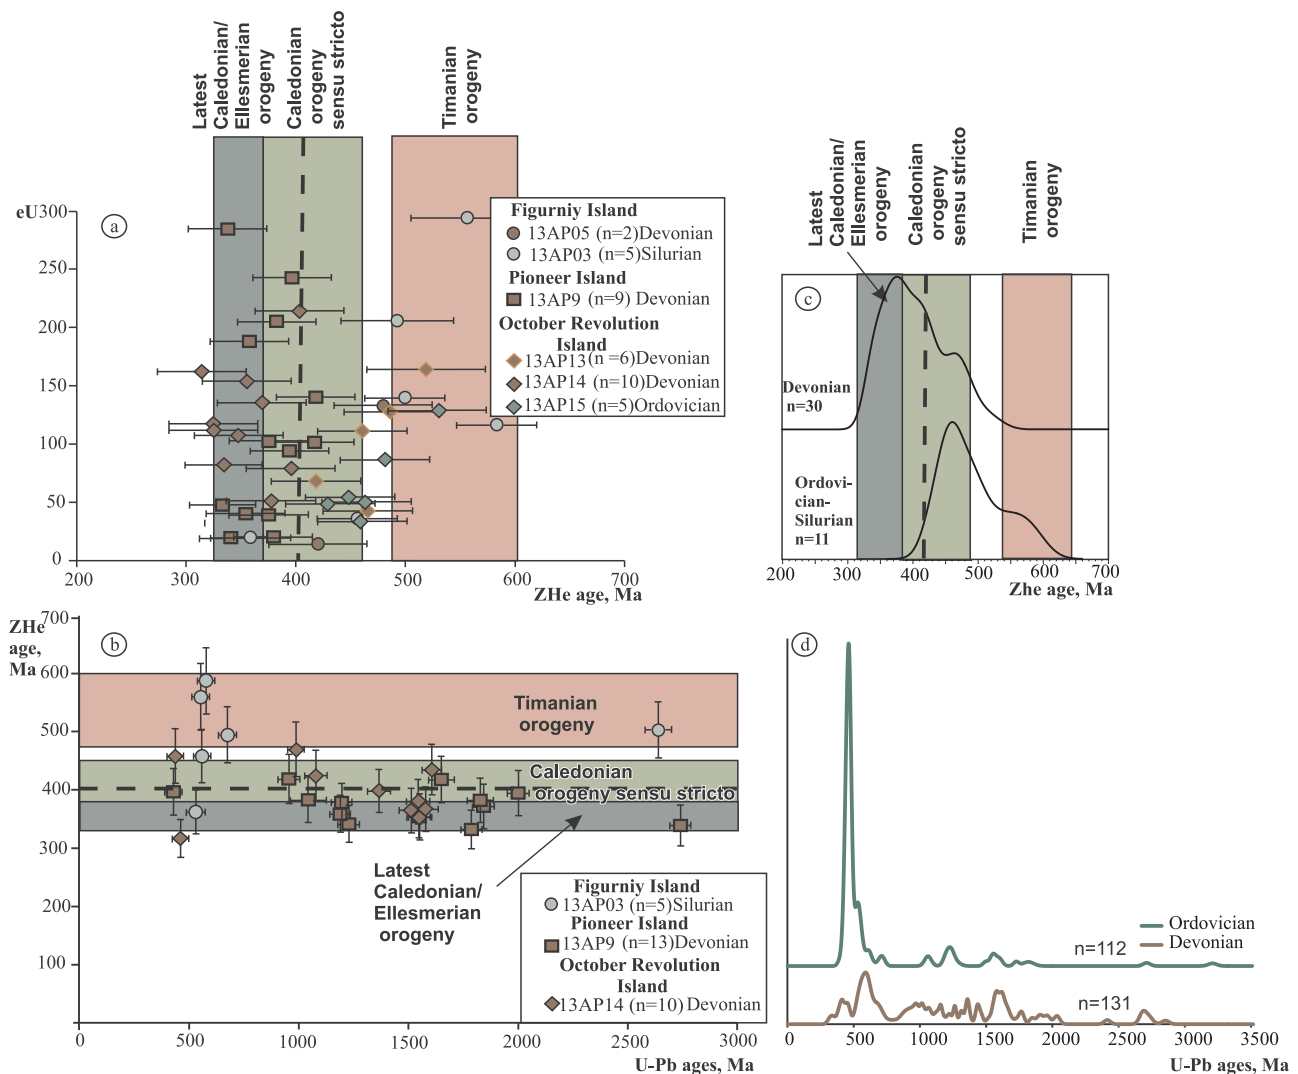 Latest
Caledonian/
Ellesmerian
orogeny
Caledonian
orogeny
sensu stricto
Timanian
orogeny
eU
300
250
200
150
100
50
0
a
Figurniy Island
13AP05 (n=2)Devonian
13AP03 (n=5)Silurian
Pioneer Island
13AP9 (n=9) Devonian
October Revolution
Island
13AP13(n =6)Devonian
13AP14 (n=10)Devonian
13AP15 (n=5)Ordovician
200 300 400 500 600 700
ZHe age, Ma
Latest
Caledonian/
Ellesmerian
orogeny
Caledonian
orogeny
sensu stricto
Timanian
orogeny
c
Devonian
n=30
Ordovi-
cian-
Silurian
n=11
200 300 400 500 600 700
Zhe age, Ma
ZHe
age,
Ma
700
600
500
400
300
200
100
b
Timanian
orogeny
Caledonian
orogeny sensu stricto
Latest
Caledonian/
Ellesmerian
orogeny
Figurniy Island
13AP03 (n=5)Silurian
Pioneer Island
13AP9 (n=13)Devonian
October Revolution
Island
13AP14 (n=10) Devonian
0 500 1000 1500 2000 2500 3000
U-Pb ages, Ma
d
Ordovician
Devonian
n=112
n=131
0 500 1000 1500 2000 2500 3000 3500
U-Pb ages, Ma